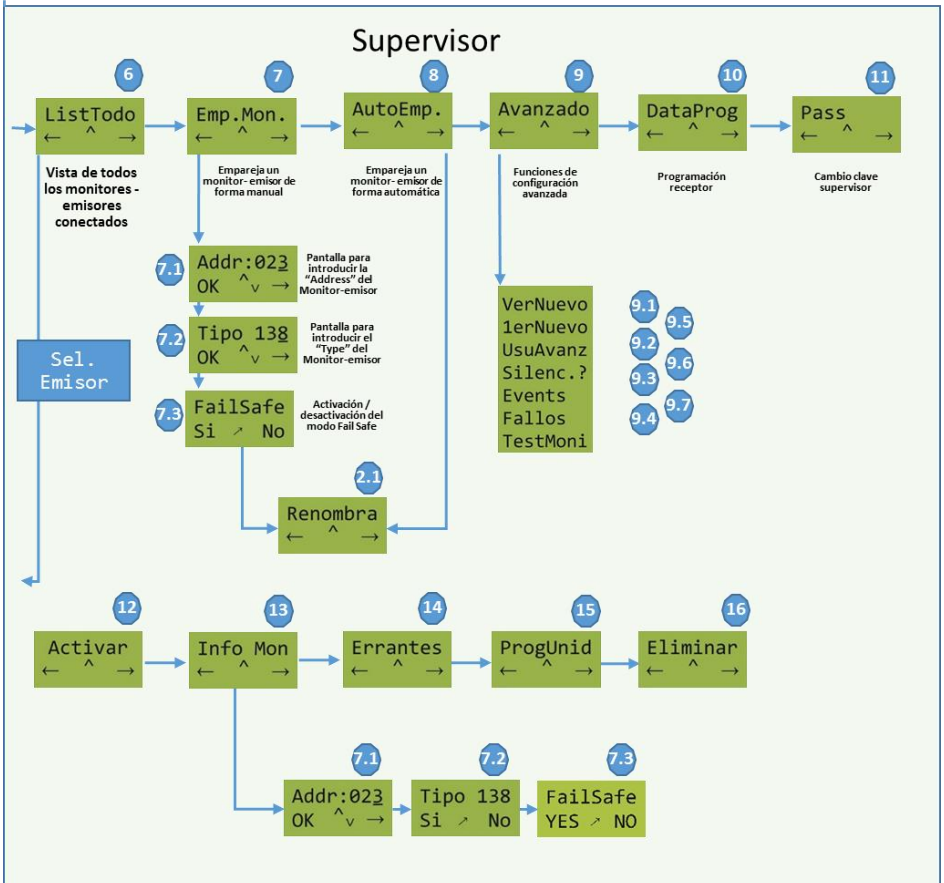 Supervisor
6
7
8
9
10
11
ListTodo
← ^ →
Emp.Mon.
← ^ →
AutoEmp.
← ^ →
Avanzado
← ^ →
DataProg
← ^ →
Pass
← ^ →
Vista de todos
los monitores -
emisores
conectados
Empareja un
monitor- emisor de
forma manual
Empareja un
monitor- emisor de
forma automática
Funciones de
configuración
avanzada
Programación
receptor
Cambio clave
supervisor
7.1
Addr:023
OK ^v →
Pantalla para
introducir la
“Address” del
Monitor-emisor
7.2
Tipo 138
OK ^v →
Pantalla para
introducir el
“Type” del
Monitor-emisor
7.3
FailSafe
Si ↗ No
Activación /
desactivación del
modo Fail Safe
Sel.
Emisor
VerNuevo
1erNuevo
UsuAvanz
Silenc.?
Events
Fallos
TestMoni
9.1
9.5
9.2
9.6
9.3
9.7
9.4
2.1
Renombra
← ^ →
12
13
14
15
16
Activar
← ^ →
Info Mon
← ^ →
Errantes
← ^ →
ProgUnid
← ^ →
Eliminar
← ^ →
7.1
7.2
7.3
Addr:023
OK ^v →
Tipo 138
Si ↗ No
FailSafe
YES ↗ NO